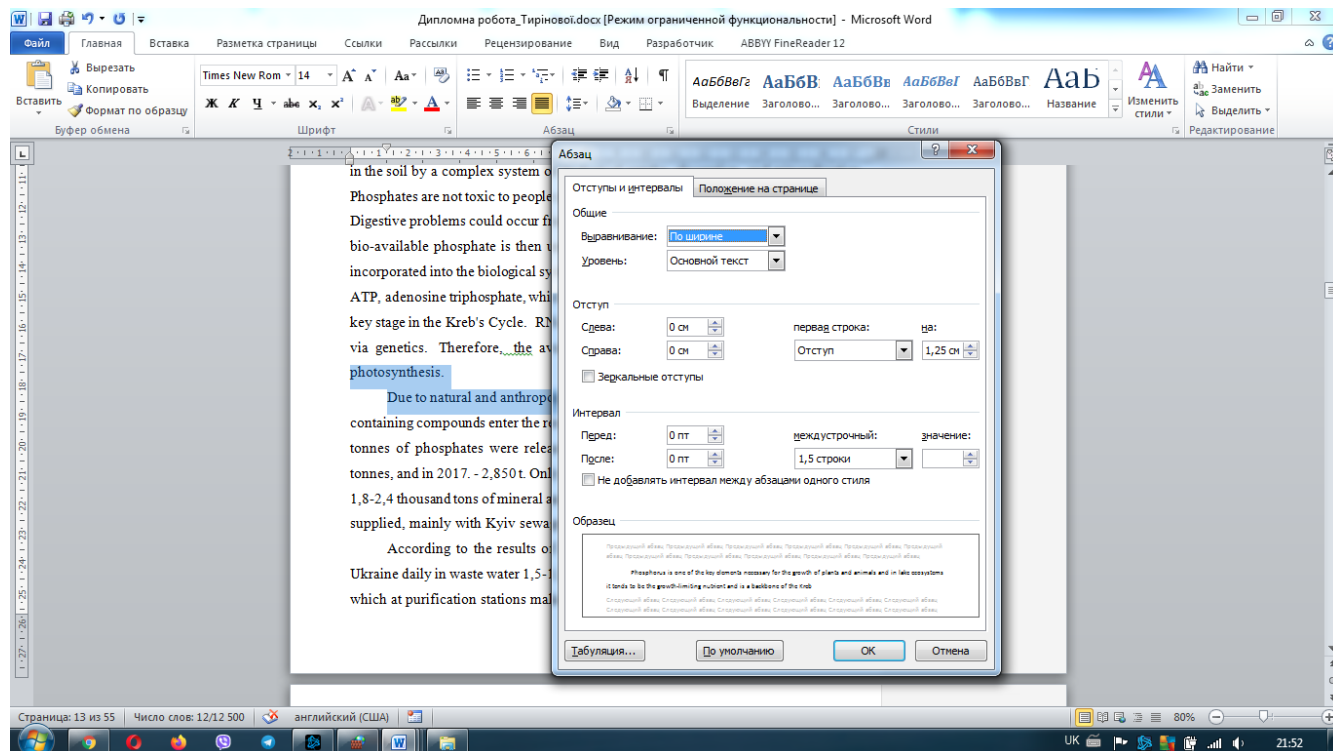 Дипломна робота_Тирінової.docx [Режим ограниченной функциональности] - Microsoft Word
Файл Главная Вставка Разметка страницы Ссылки Рассылки Рецензирование Вид Разработчик ABBYY FineReader 12
Вставить
Вырезать
Копировать
Формат по образцу
Буфер обмена
Times New Rom 14
Ж К Ч abe x₂ x²
Шрифт
Абзац
АаБбВвГг АаБбВ АаБбВв АаБбВвГ АаБбВвГ АаБ
Выделение Заголово... Заголово... Заголово... Заголово... Название
Изменить стили
Стили
Найти
Заменить
Выделить
Редактирование
in the soil by a complex system o
Phosphates are not toxic to people
Digestive problems could occur fr
bio-available phosphate is then u
incorporated into the biological sy
ATP, adenosine triphosphate, whi
key stage in the Kreb's Cycle. RN
via genetics. Therefore, the av
photosynthesis.
Due to natural and anthropo
containing compounds enter the re
tonnes of phosphates were relea
tonnes, and in 2017. - 2,850 t. Onl
1,8-2,4 thousand tons of mineral a
supplied, mainly with Kyiv sewa
According to the results of
Ukraine daily in waste water 1,5-1
which at purification stations mal
Абзац
Отступы и интервалы Положение на странице
Общие
Выравнивание: По ширине
Уровень: Основной текст
Отступ
Слева: 0 см первая строка: на:
Справа: 0 см Отступ 1,25 см
Зеркальные отступы
Интервал
Перед: 0 пт междустрочный: значение:
После: 0 пт 1,5 строки
Не добавлять интервал между абзацами одного стиля
Образец
Phosphorus is one of the key elements necessary for the growth of plants and animals and in lake ecosystems
it tends to be the growth-limiting nutrient and is a backbone of the Kreb
Табуляция... По умолчанию ОК Отмена
Страница: 13 из 55 Число слов: 12/12 500 английский (США) 80%
UK 21:52